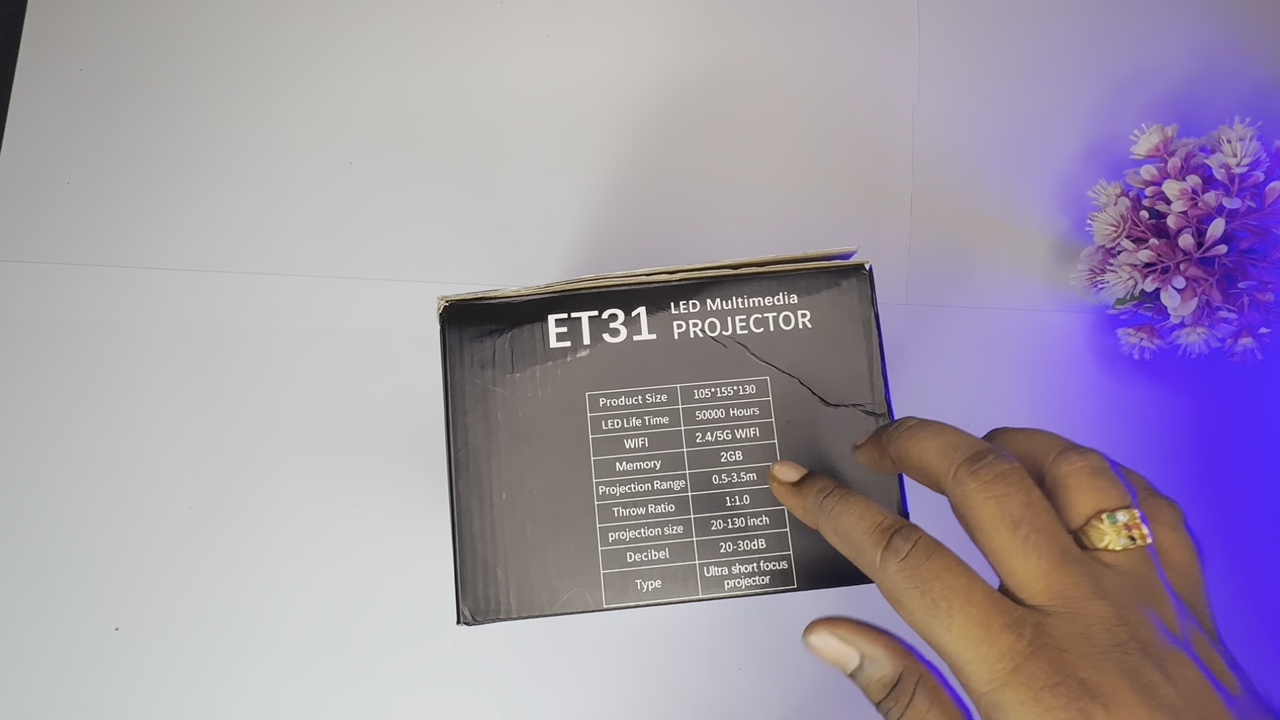 ET31 LED Multimedia
PROJECTOR
Product Size 105*155*130
LED Life Time 50000 Hours
WIFI 2.4/5G WIFI
Memory 2GB
Projection Range 0.5-3.5m
Throw Ratio 1:1.0
projection size 20-130 inch
Decibel 20-30dB
Type Ultra short focus
projector